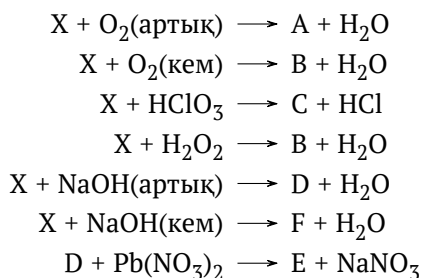 X + O₂(артық) ⟶ A + H₂O
X + O₂(кем) ⟶ B + H₂O
X + HClO₃ ⟶ C + HCl
X + H₂O₂ ⟶ B + H₂O
X + NaOH(артық) ⟶ D + H₂O
X + NaOH(кем) ⟶ F + H₂O
D + Pb(NO₃)₂ ⟶ E + NaNO₃